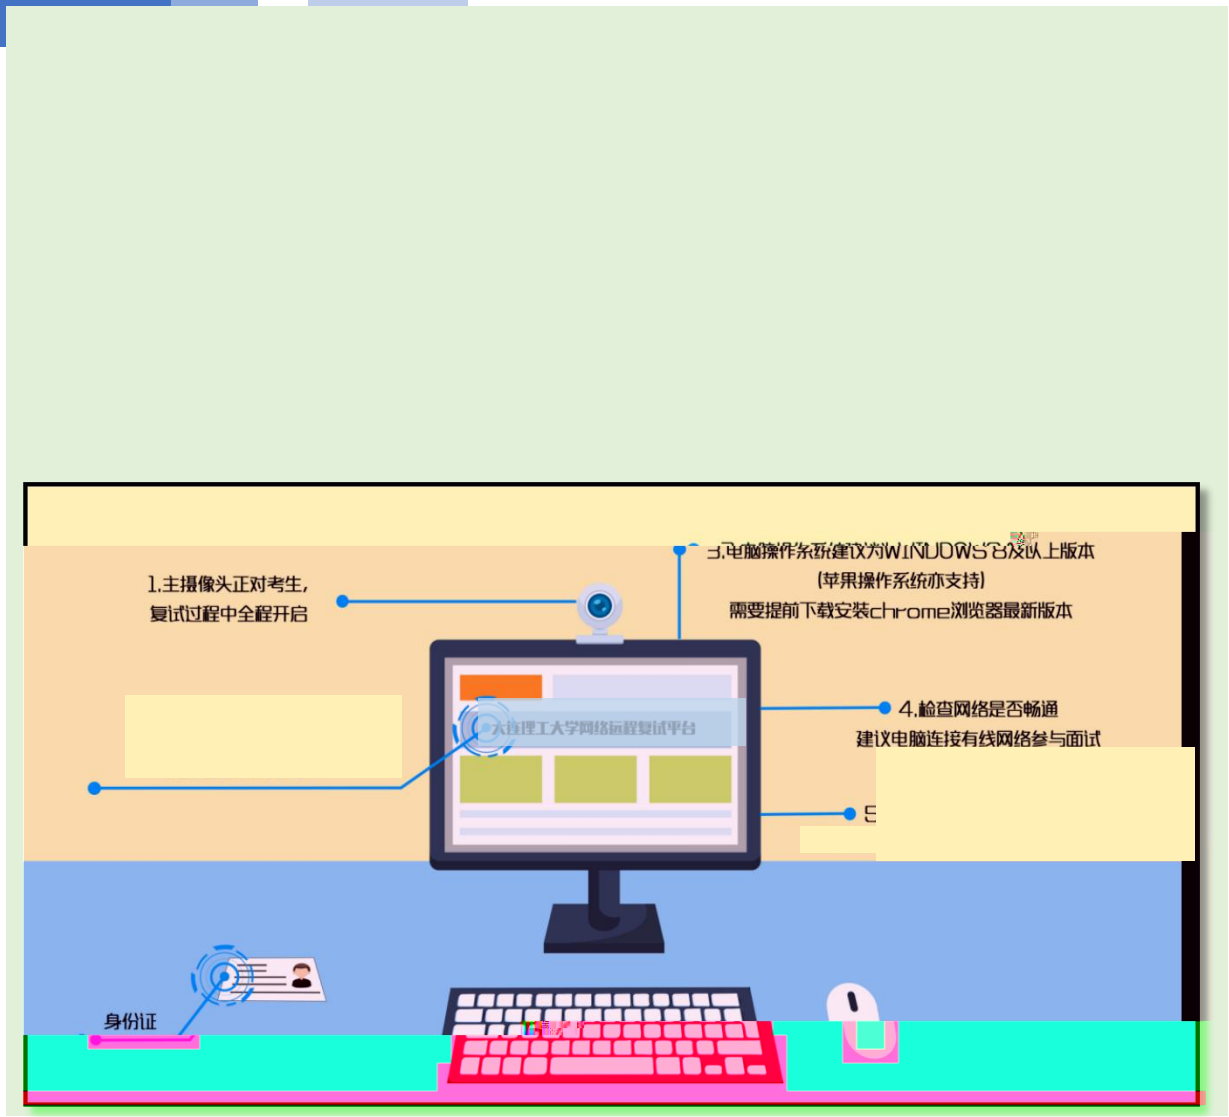 1.主摄像头正对考生,
复试过程中全程开启
3.电脑操作系统建议为WINDOWS8及以上版本
(苹果操作系统亦支持)
需要提前下载安装chrome浏览器最新版本
大连理工大学网络远程复试平台
4.检查网络是否畅通
建议电脑连接有线网络参与面试
5
身份证